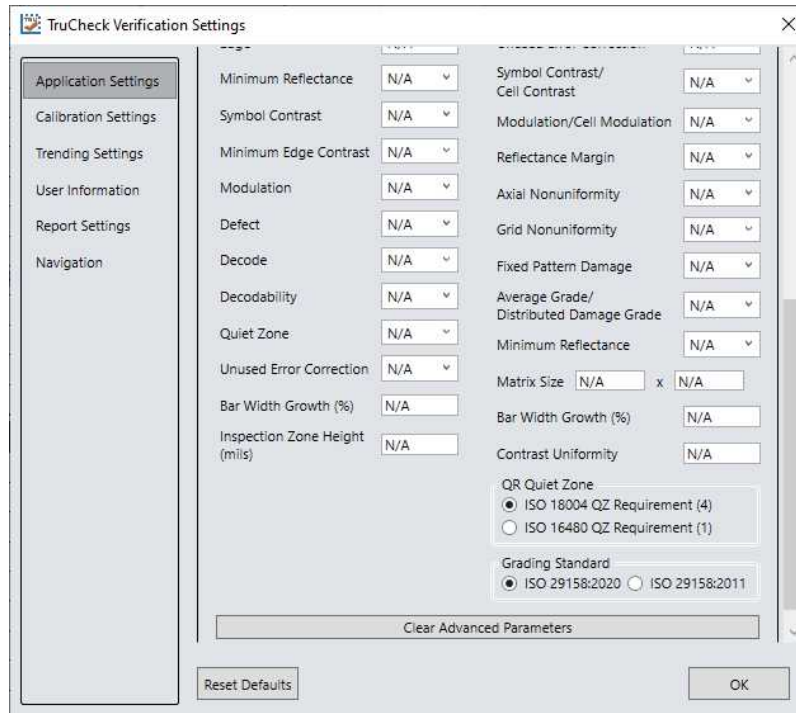 TruCheck Verification Settings
Application Settings
Calibration Settings
Trending Settings
User Information
Report Settings
Navigation
Minimum Reflectance N/A
Symbol Contrast N/A
Minimum Edge Contrast N/A
Modulation N/A
Defect N/A
Decode N/A
Decodability N/A
Quiet Zone N/A
Unused Error Correction N/A
Bar Width Growth (%) N/A
Inspection Zone Height
(mils) N/A
Symbol Contrast/
Cell Contrast N/A
Modulation/Cell Modulation N/A
Reflectance Margin N/A
Axial Nonuniformity N/A
Grid Nonuniformity N/A
Fixed Pattern Damage N/A
Average Grade/
Distributed Damage Grade N/A
Minimum Reflectance N/A
Matrix Size N/A x N/A
Bar Width Growth (%) N/A
Contrast Uniformity N/A
QR Quiet Zone
ISO 18004 QZ Requirement (4)
ISO 16480 QZ Requirement (1)
Grading Standard
ISO 29158:2020 ISO 29158:2011
Clear Advanced Parameters
Reset Defaults
OK